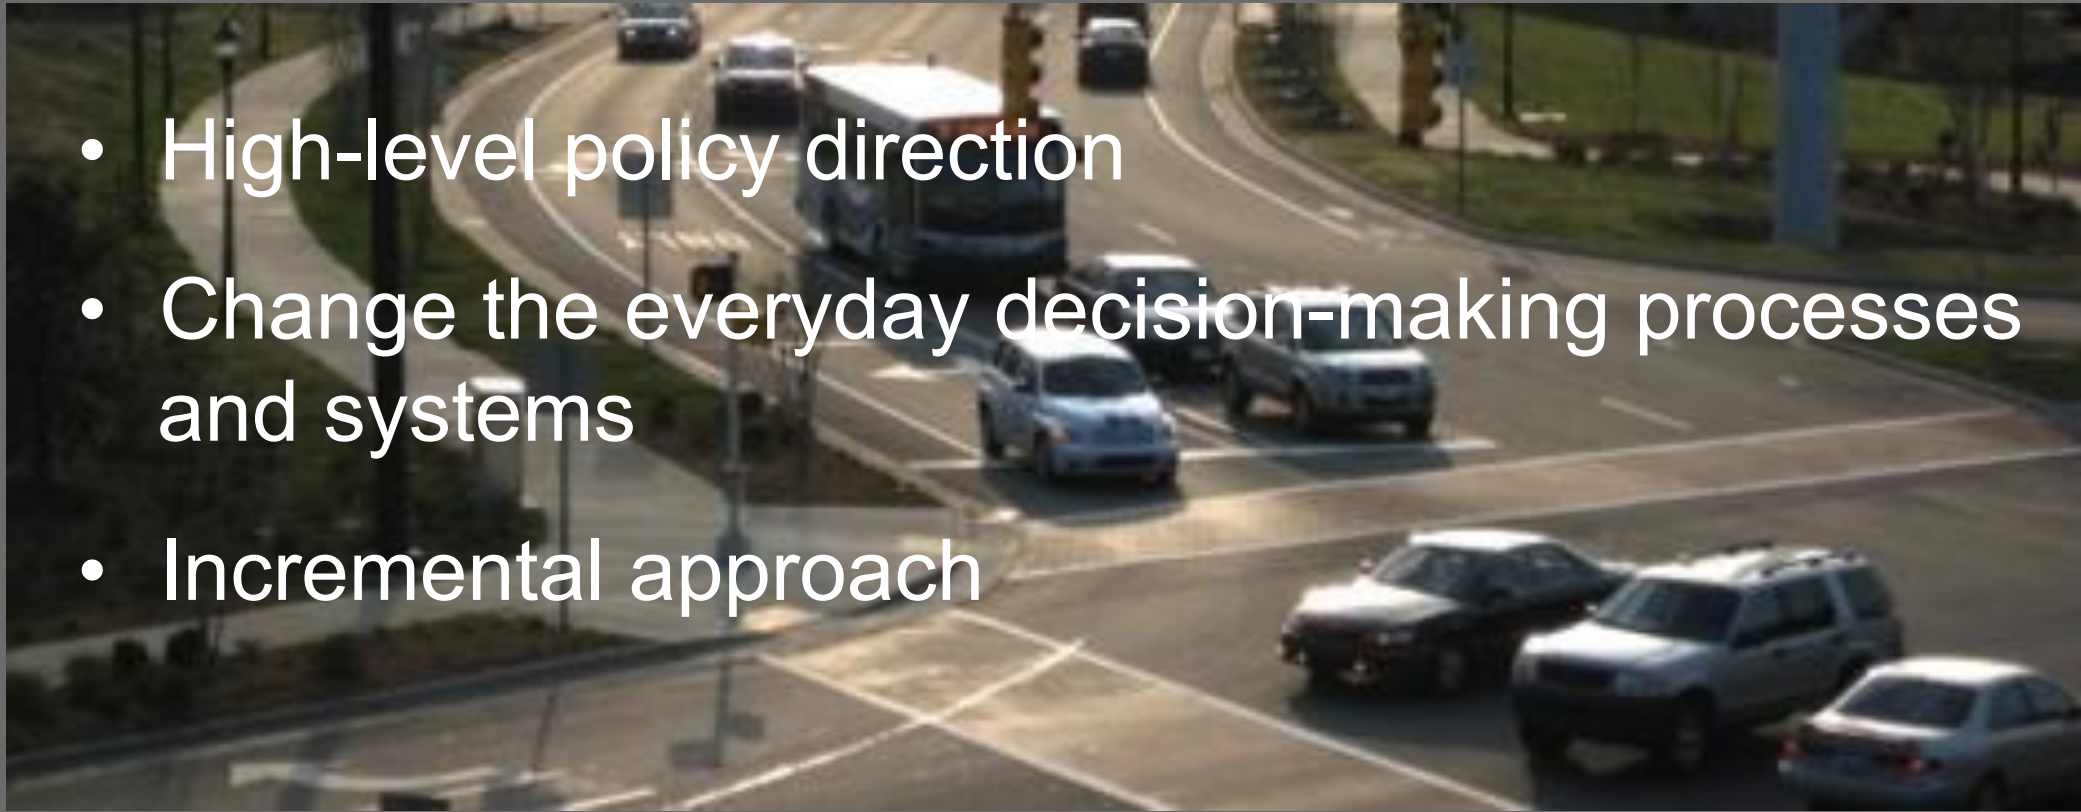 • High-level policy direction
• Change the everyday decision-making processes
and systems
• Incremental approach